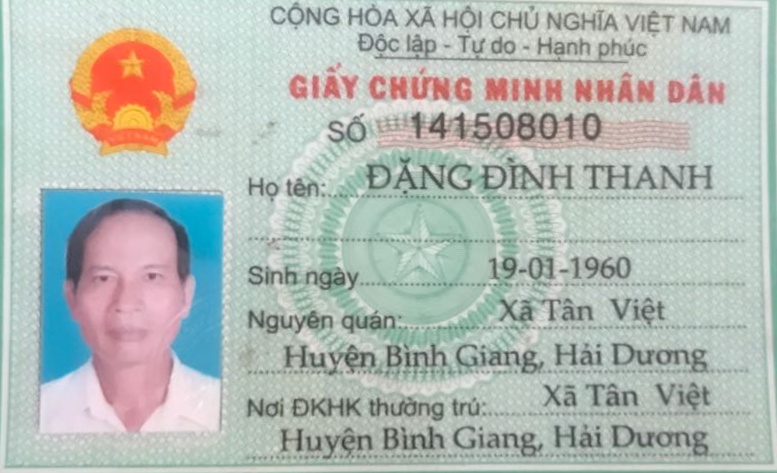 CỘNG HÒA XÃ HỘI CHỦ NGHĨA VIỆT NAM
Độc lập - Tự do - Hạnh phúc
GIẤY CHỨNG MINH NHÂN DÂN
SỐ 141508010
Họ tên: ĐẶNG ĐÌNH THANH
Sinh ngày 19-01-1960
Nguyên quán: Xã Tân Việt
Huyện Bình Giang, Hải Dương
Nơi ĐKHK thường trú: Xã Tân Việt
Huyện Bình Giang, Hải Dương